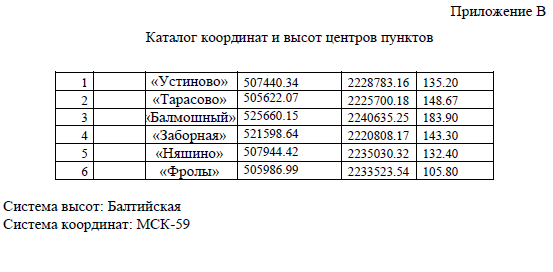 Приложение В
Каталог координат и высот центров пунктов
1 «Устиново» 507440.34 2228783.16 135.20
2 «Тарасово» 505622.07 2225700.18 148.67
3 «Балмошный» 525660.15 2240635.25 183.90
4 «Заборная» 521598.64 2220808.17 143.30
5 «Няшино» 507944.42 2235030.32 132.40
6 «Фролы» 505986.99 2233523.54 105.80
Система высот: Балтийская
Система координат: МСК-59